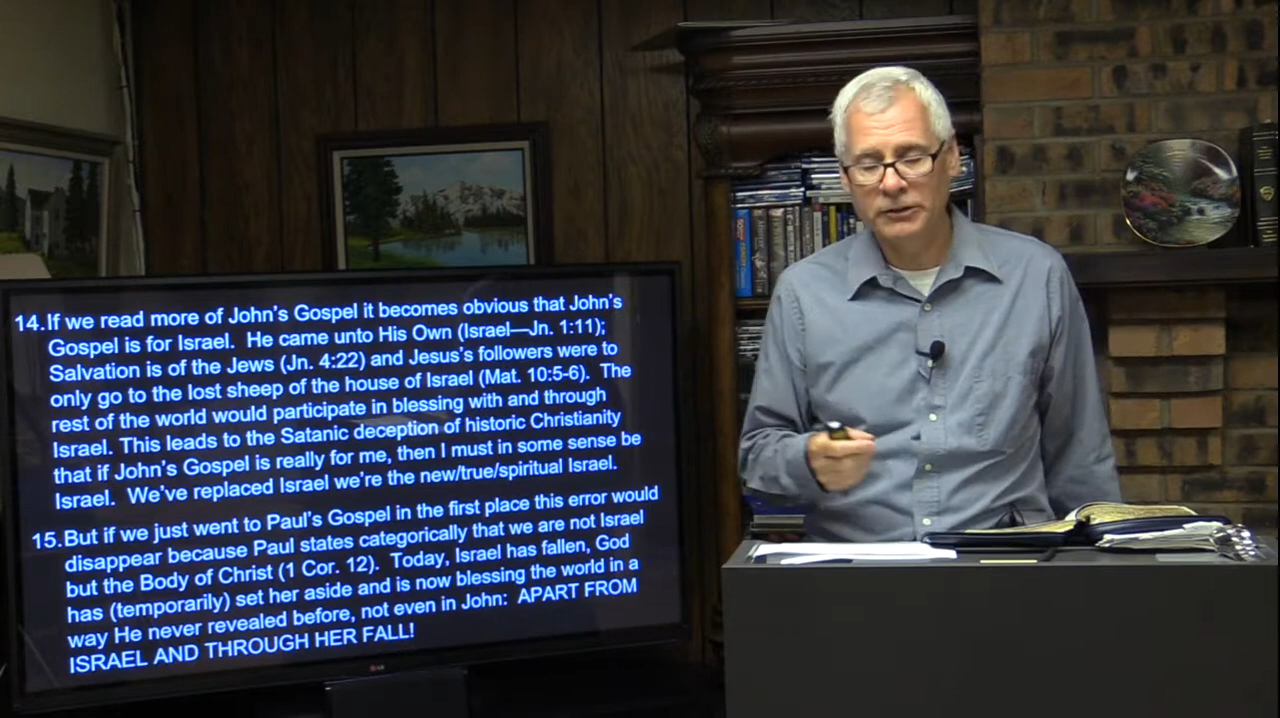 14. If we read more of John's Gospel it becomes obvious that John's
Gospel is for Israel. He came unto His Own (Israel—Jn. 1:11);
Salvation is of the Jews (Jn. 4:22) and Jesus's followers were to
only go to the lost sheep of the house of Israel (Mat. 10:5-6). The
rest of the world would participate in blessing with and through
Israel. This leads to the Satanic deception of historic Christianity
that if John's Gospel is really for me, then I must in some sense be
Israel. We've replaced Israel we're the new/true/spiritual Israel.
15. But if we just went to Paul's Gospel in the first place this error would
disappear because Paul states categorically that we are not Israel
but the Body of Christ (1 Cor. 12). Today, Israel has fallen, God
has (temporarily) set her aside and is now blessing the world in a
way He never revealed before, not even in John: APART FROM
ISRAEL AND THROUGH HER FALL!
LG